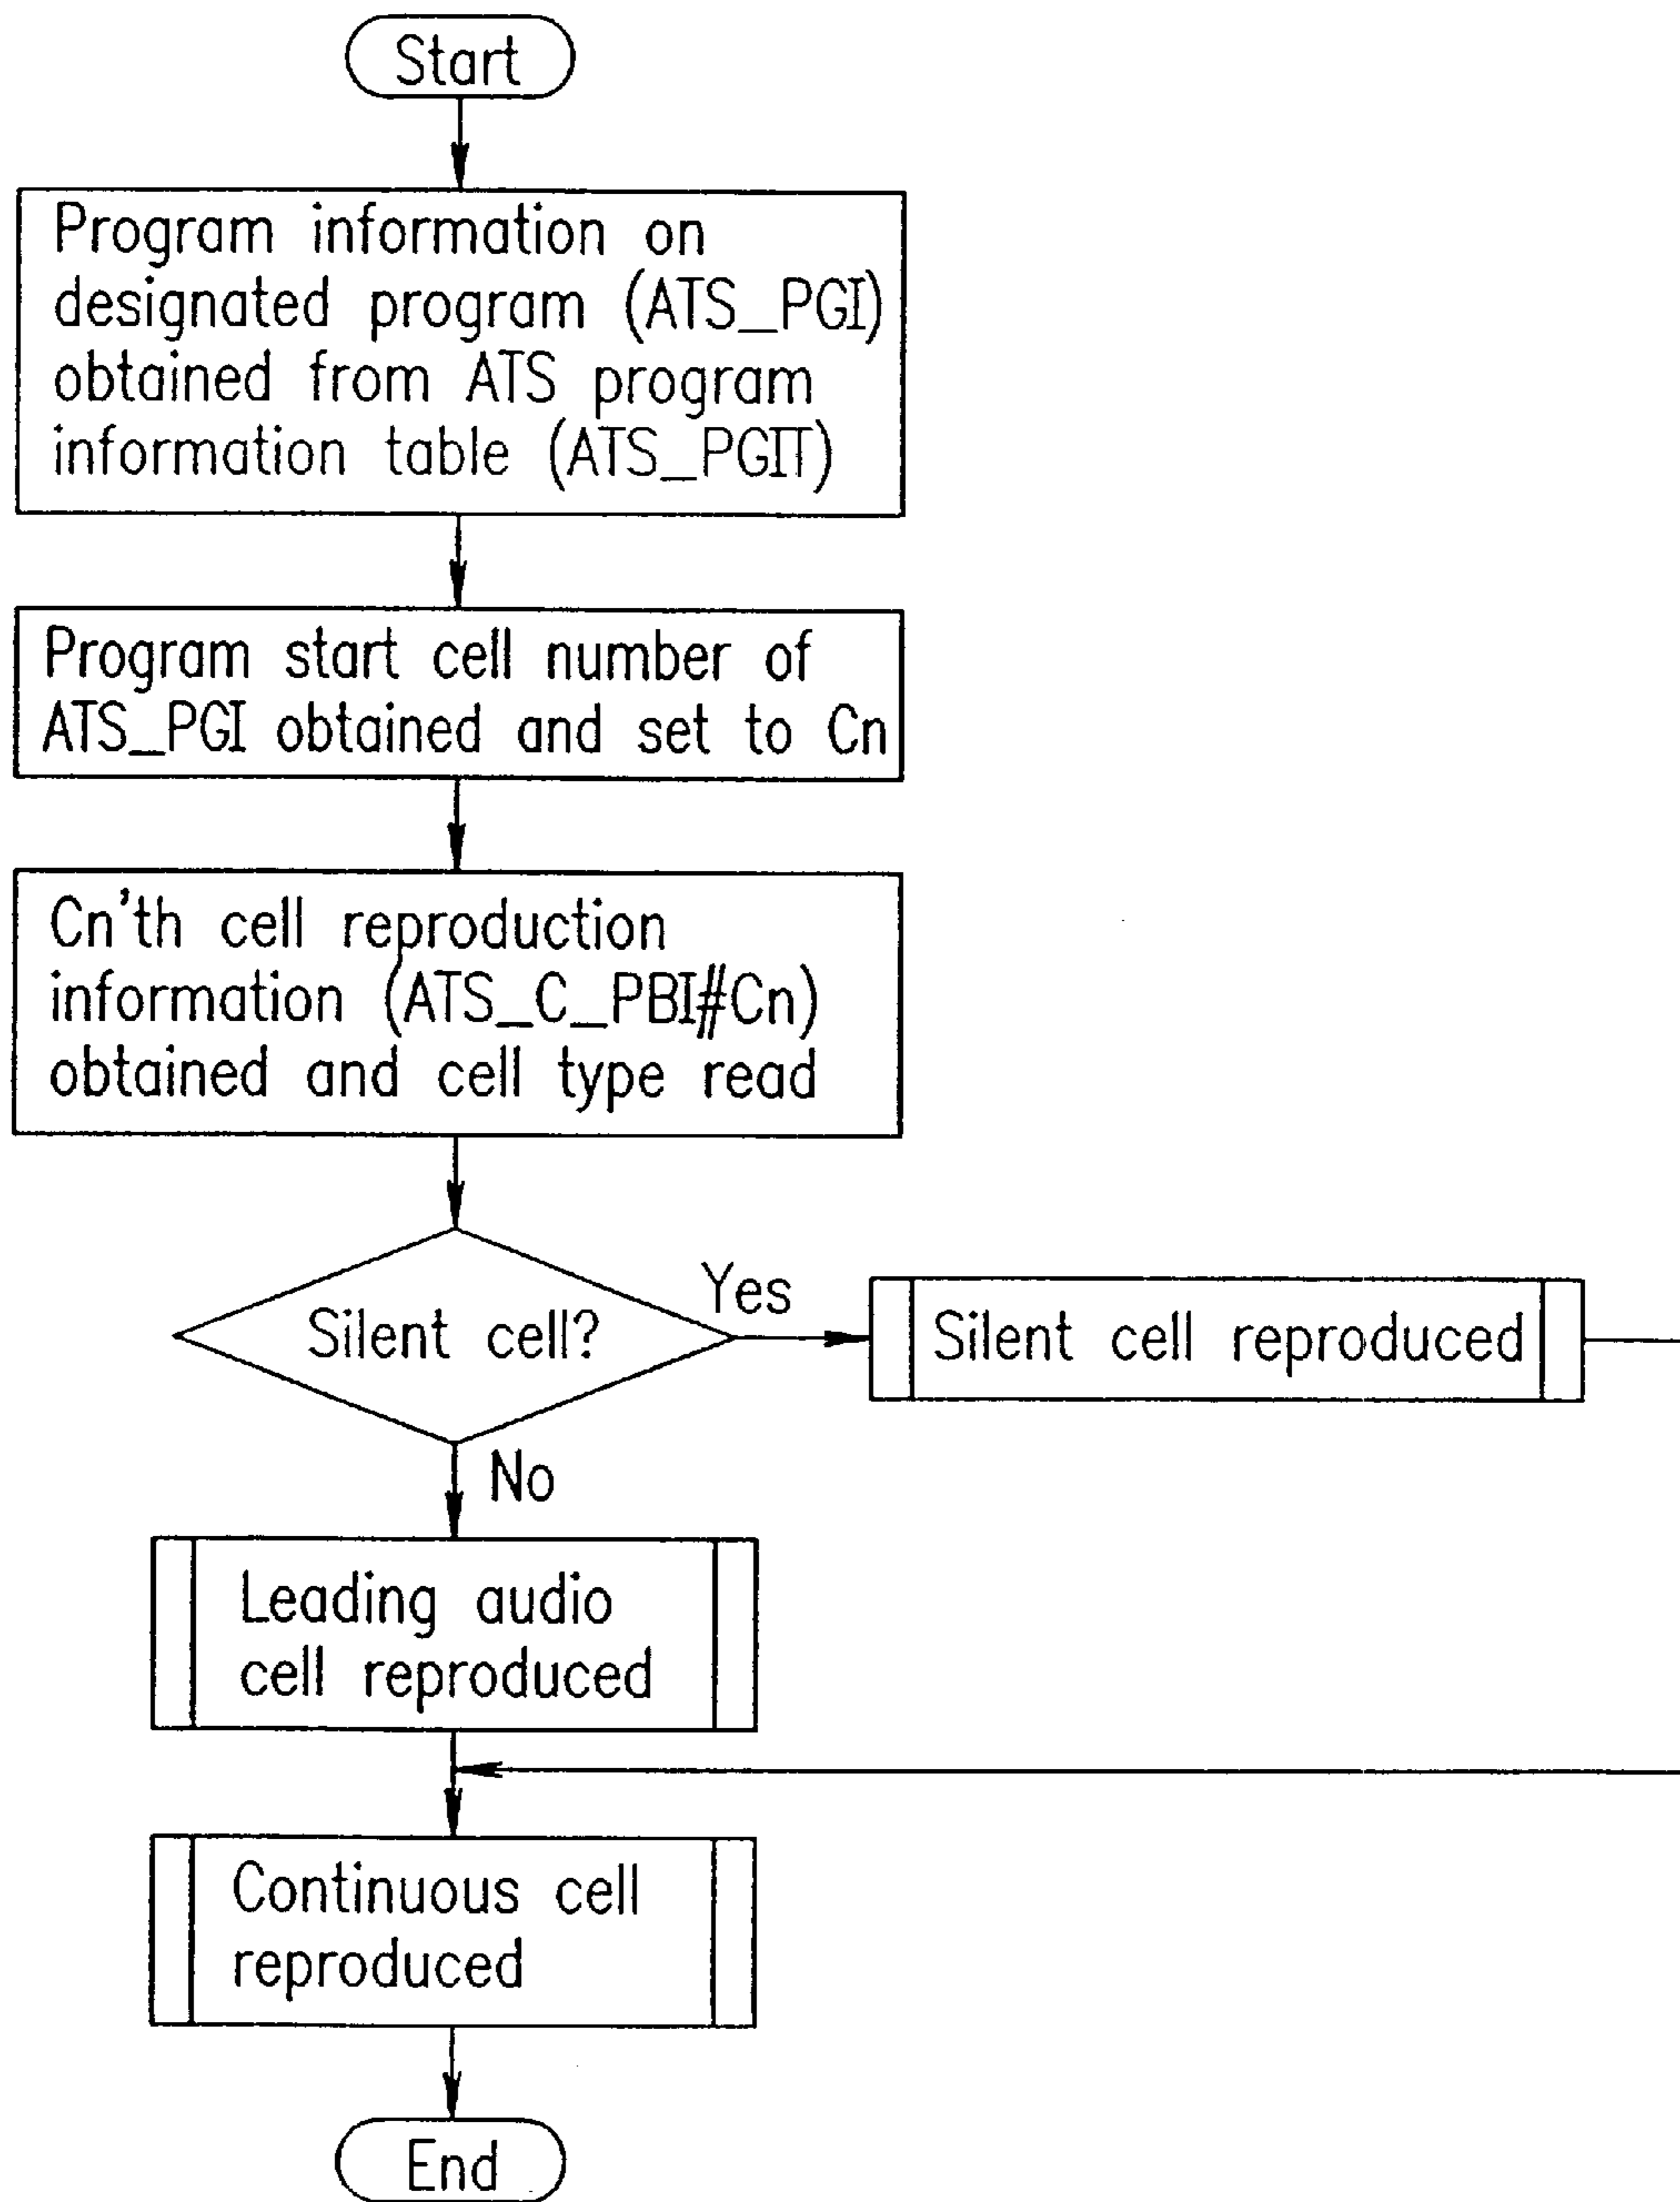 Start
Program information on
designated program (ATS_PGI)
obtained from ATS program
information table (ATS_PGIT)
Program start cell number of
ATS_PGI obtained and set to Cn
Cn'th cell reproduction
information (ATS_C_PBI#Cn)
obtained and cell type read
Silent cell?
Yes
Silent cell reproduced
No
Leading audio
cell reproduced
Continuous cell
reproduced
End